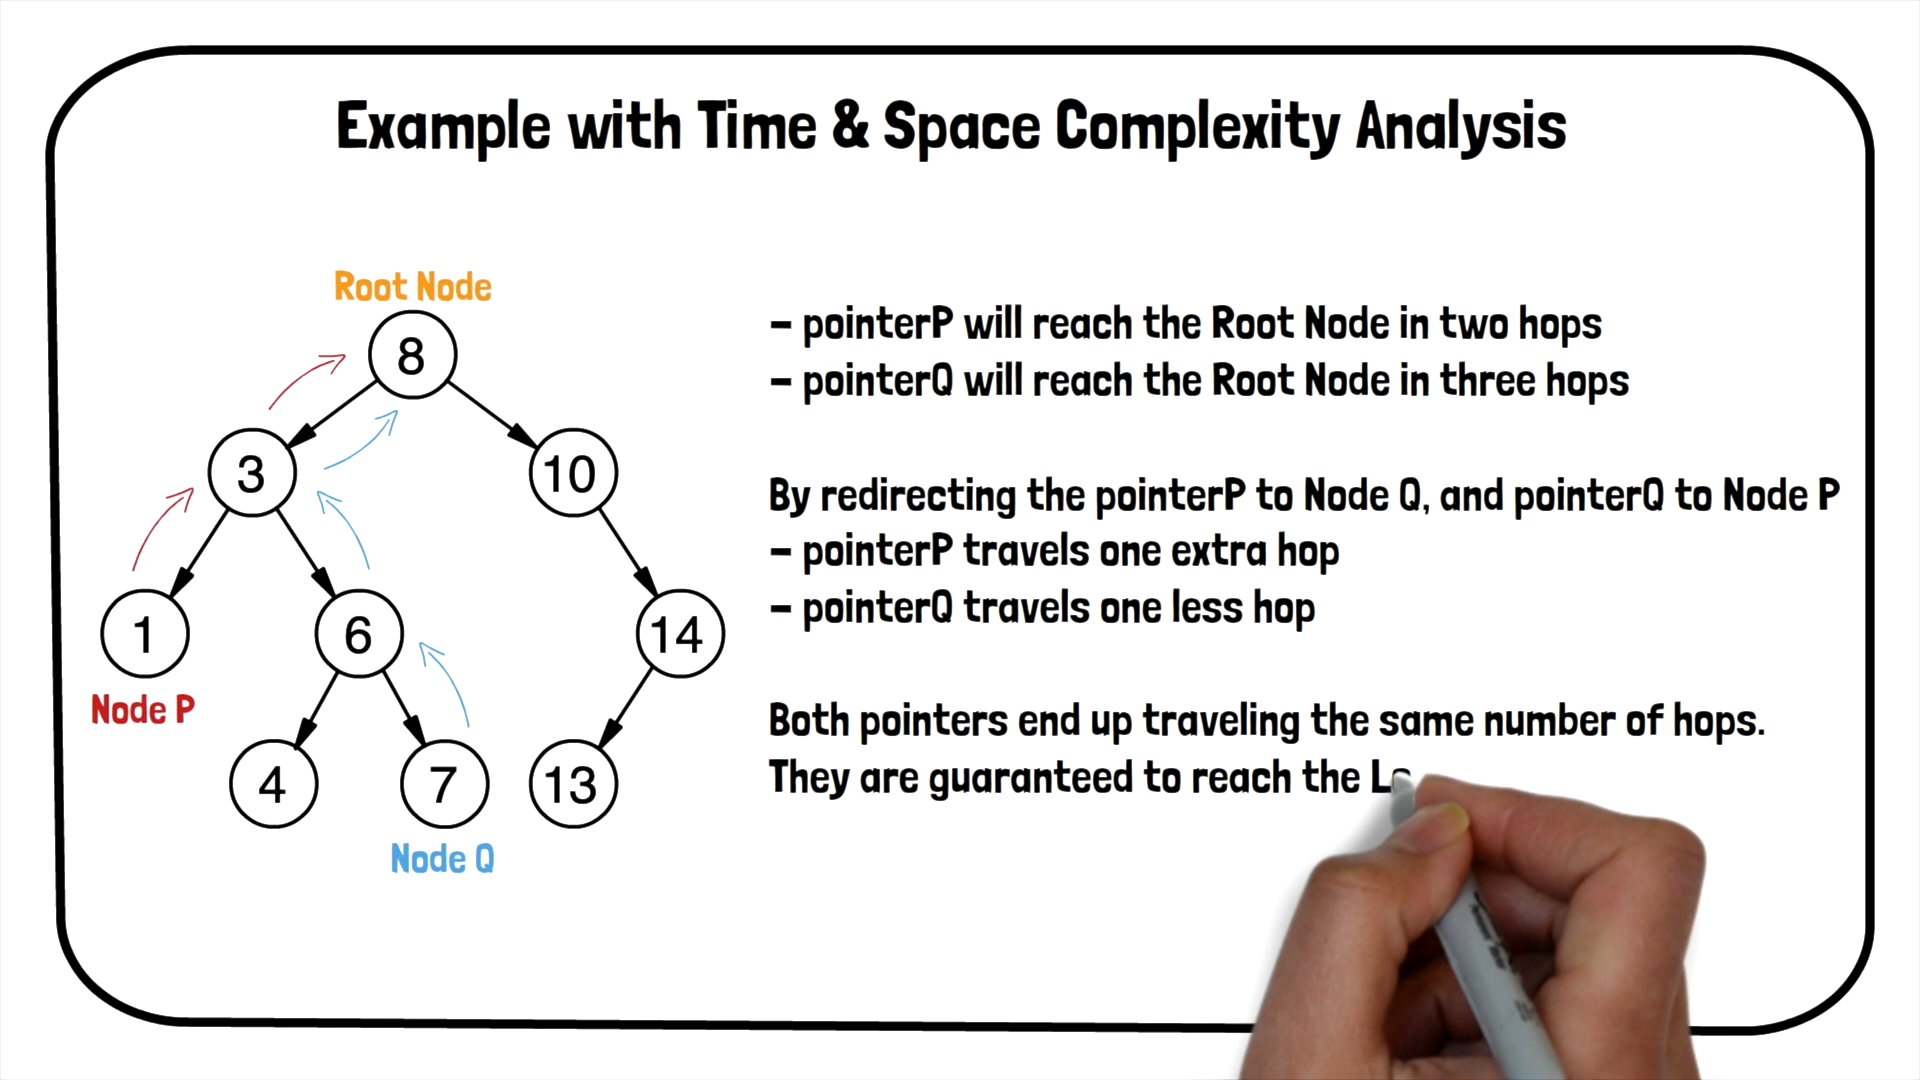 Example with Time & Space Complexity Analysis
Root Node
8
3
10
1
6
14
Node P
4
7
13
Node Q
- pointerP will reach the Root Node in two hops
- pointerQ will reach the Root Node in three hops
By redirecting the pointerP to Node Q, and pointerQ to Node P
- pointerP travels one extra hop
- pointerQ travels one less hop
Both pointers end up traveling the same number of hops.
They are guaranteed to reach the